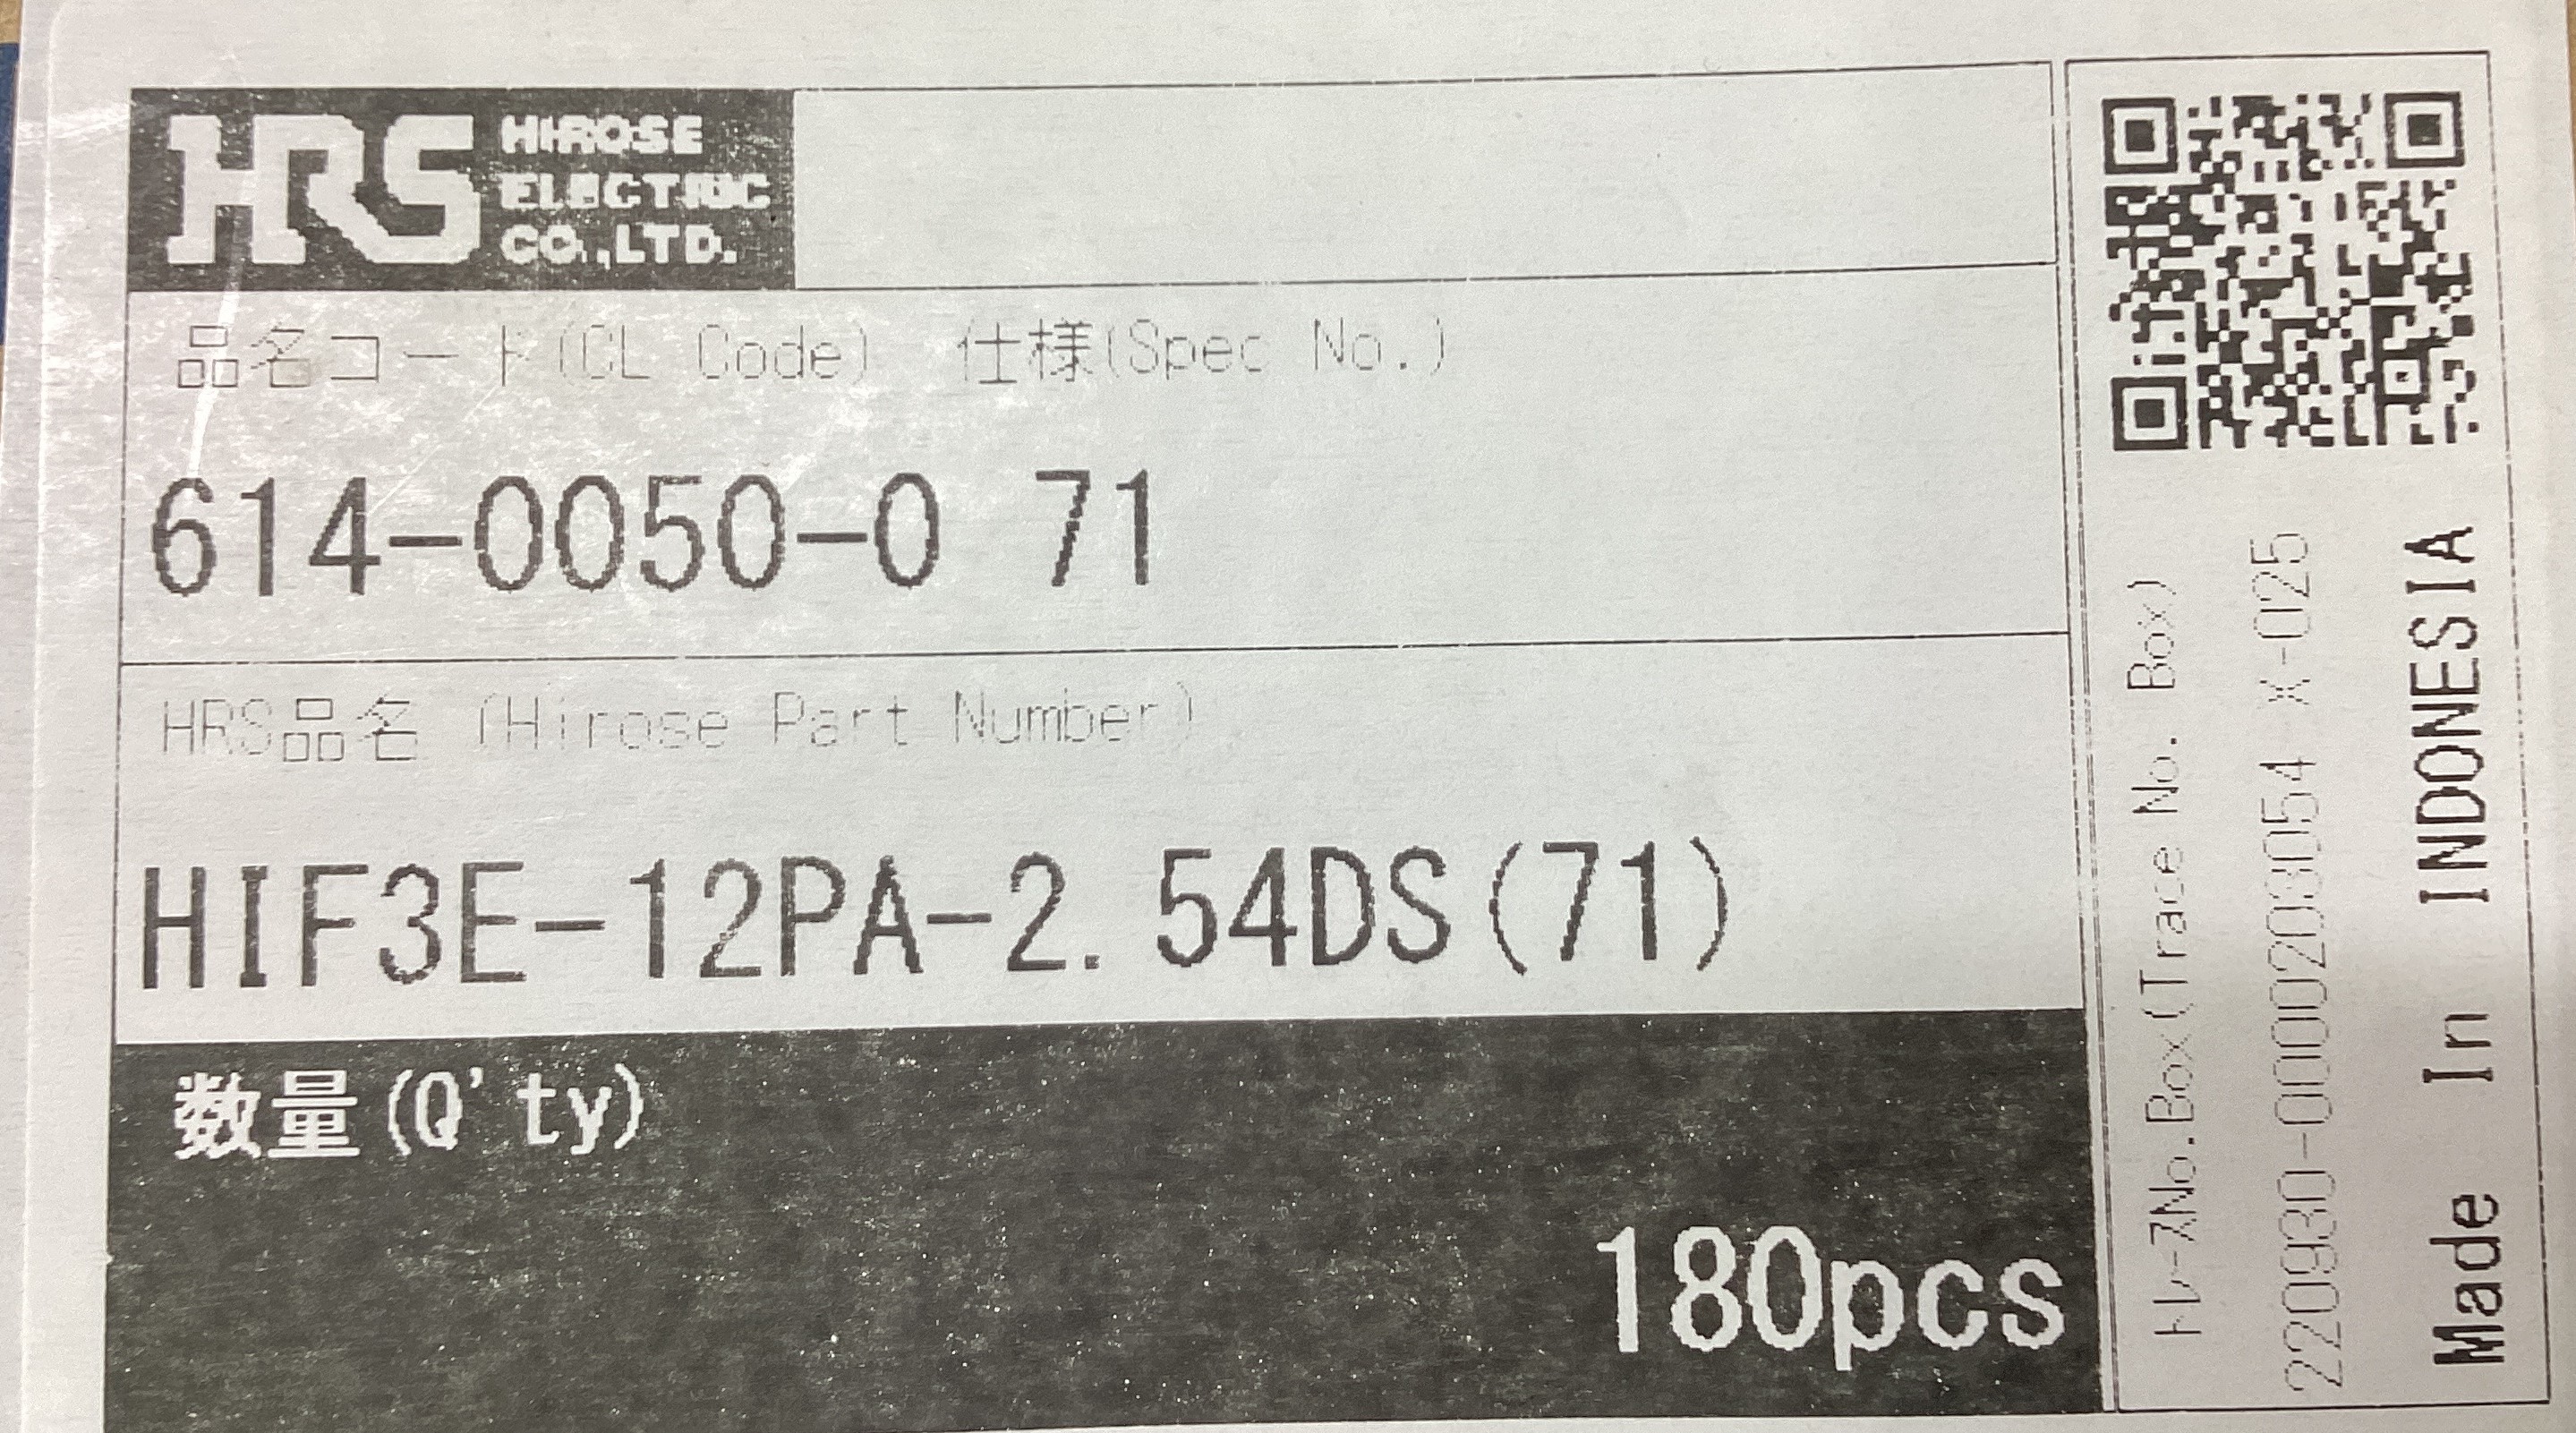 HRS
HIROSE
ELECTRIC
CO.,LTD.
品名コード(CL Code) 仕様(Spec No.)
614-0050-0 71
HRS品名 (Hirose Part Number)
HIF3E-12PA-2.54DS(71)
数量(Q'ty)
180pcs
トレースNo.Box(Trace No. Box)
220930-0000203054-X-025
Made In INDONESIA